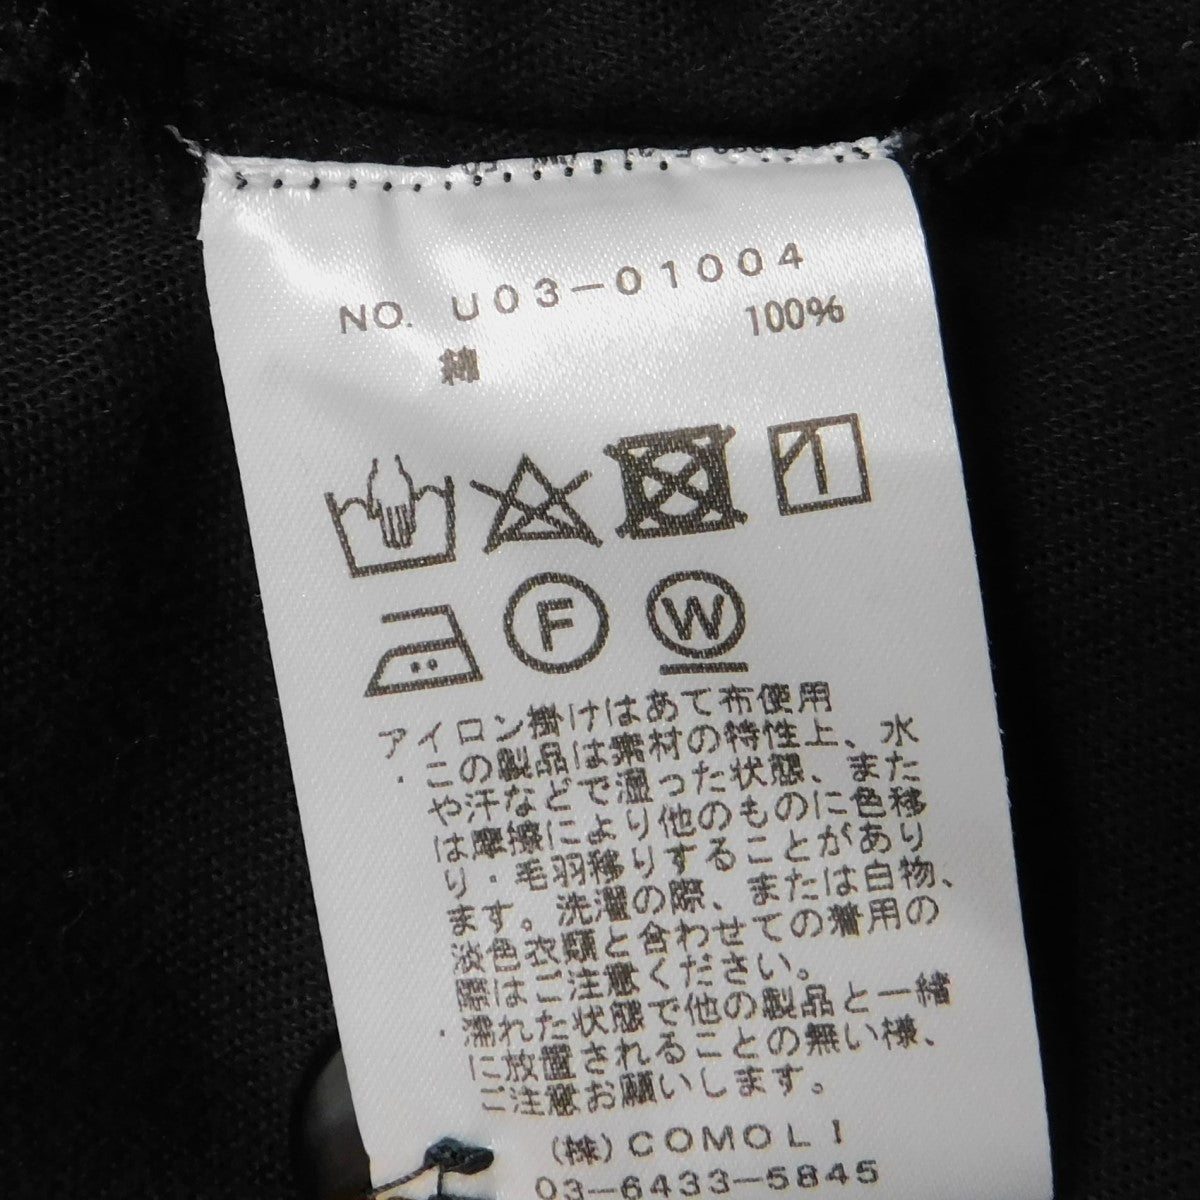 NO. U03-01004
綿 100%
F W
アイロン掛けはあて布使用
・この製品は素材の特性上、水
や汗などで湿った状態、また
は摩擦により他のものに色移
り・毛羽移りすることがあり
ます。洗濯の際、または白物、
淡色衣類と合わせての着用の
際はご注意ください。
・濡れた状態で他の製品と一緒
に放置されることの無い様、
ご注意お願いします。
(株)COMOLI
03-6433-5845